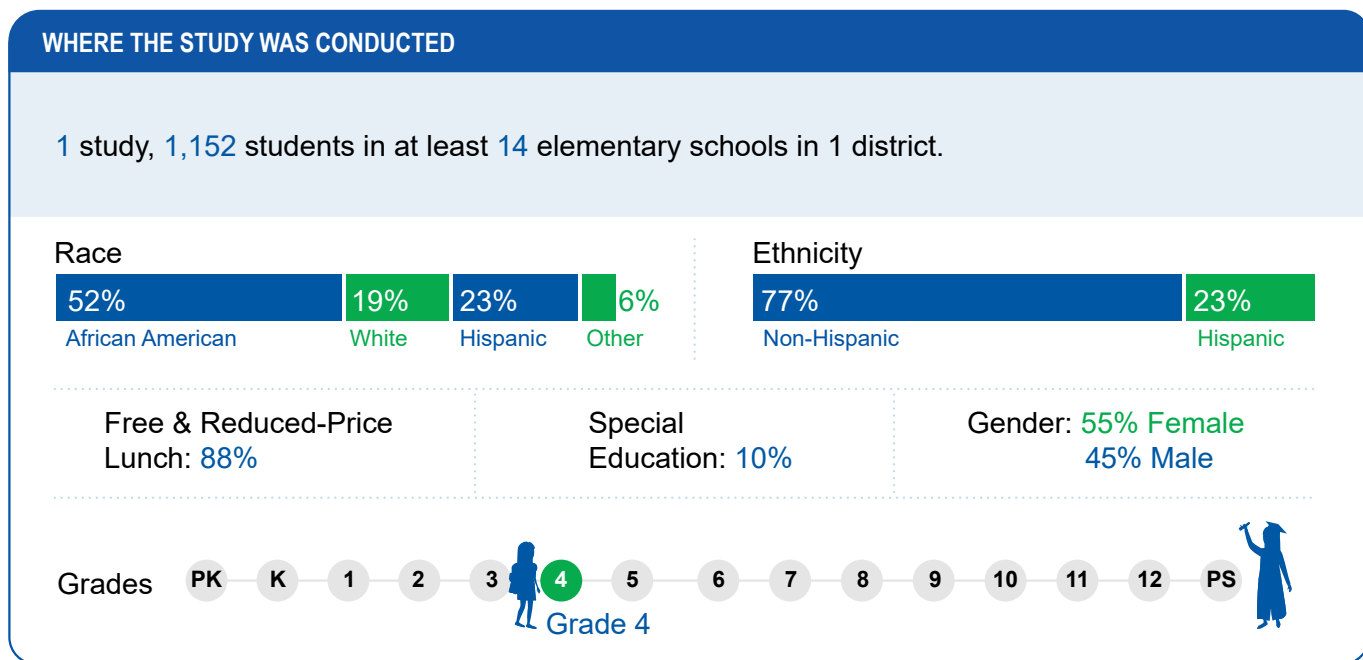 WHERE THE STUDY WAS CONDUCTED
1 study, 1,152 students in at least 14 elementary schools in 1 district.
Race
52% 19% 23% 6%
African American White Hispanic Other
Ethnicity
77% 23%
Non-Hispanic Hispanic
Free & Reduced-Price
Lunch: 88%
Special
Education: 10%
Gender: 55% Female
45% Male
Grades PK K 1 2 3 4 5 6 7 8 9 10 11 12 PS
Grade 4